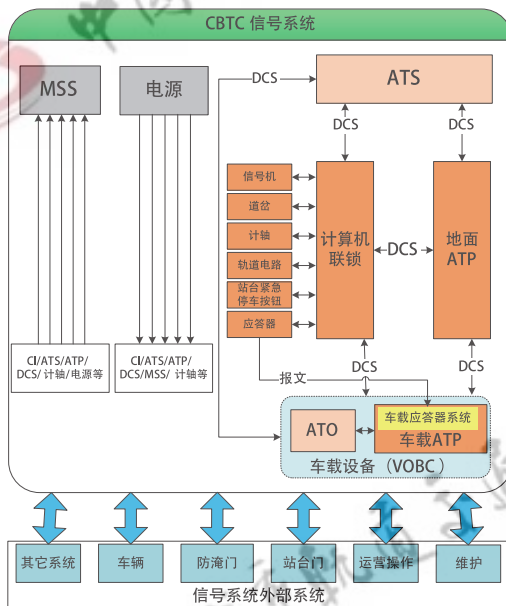 CBTC 信号系统
MSS
电源
DCS
ATS
DCS
DCS
信号机
道岔
计轴
轨道电路
站台紧急
停车按钮
应答器
计算机
联锁
DCS
地面
ATP
CI/ATS/ATP/
DCS/ 计轴/电源等
CI/ATS/ATP/
DCS/MSS/ 计轴等
报文
DCS
DCS
ATO
车载应答器系统
车载ATP
车载设备（VOBC）
其它系统
车辆
防淹门
站台门
运营操作
维护
信号系统外部系统